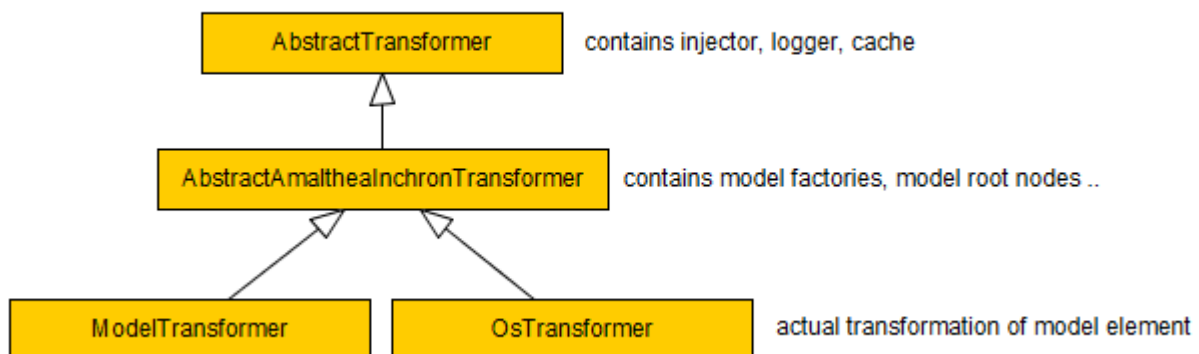 AbstractTransformer contains injector, logger, cache
AbstractAmaltheaInchronTransformer contains model factories, model root nodes ..
ModelTransformer OsTransformer actual transformation of model element